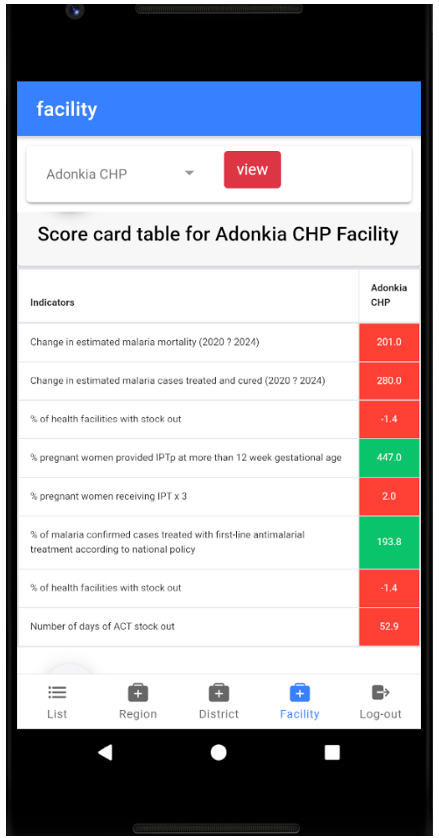 facility
Adonkia CHP
view
Score card table for Adonkia CHP Facility
Indicators
Adonkia
CHP
Change in estimated malaria mortality (2020 ? 2024)
201.0
Change in estimated malaria cases treated and cured (2020 ? 2024)
280.0
% of health facilities with stock out
-1.4
% pregnant women provided IPTp at more than 12 week gestational age
447.0
% pregnant women receiving IPT x 3
2.0
% of malaria confirmed cases treated with first-line antimalarial
treatment according to national policy
193.8
% of health facilities with stock out
-1.4
Number of days of ACT stock out
52.9
List
Region
District
Facility
Log-out